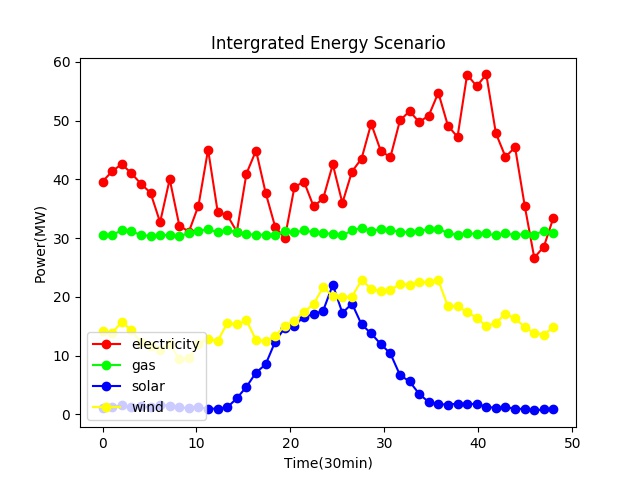 Intergrated Energy Scenario
Power(MW)
60
50
40
30
20
10
0
electricity
gas
solar
wind
0 10 20 30 40 50
Time(30min)